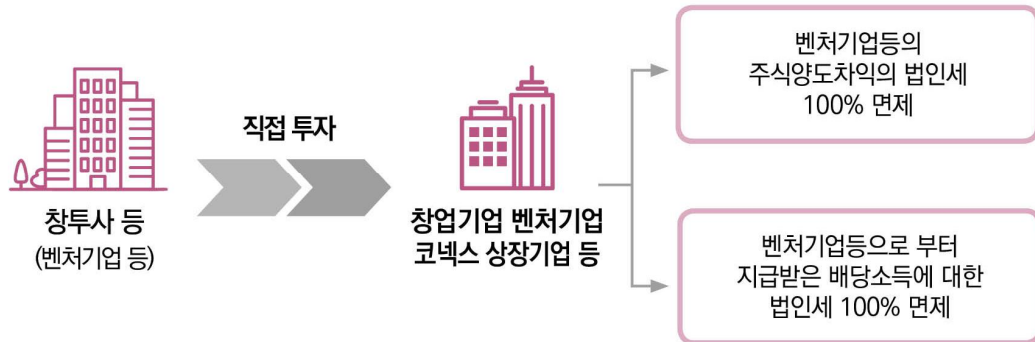 직접 투자
창투사 등
(벤처기업 등)
창업기업 벤처기업
코넥스 상장기업 등
벤처기업등의
주식양도차익의 법인세
100% 면제
벤처기업등으로 부터
지급받은 배당소득에 대한
법인세 100% 면제